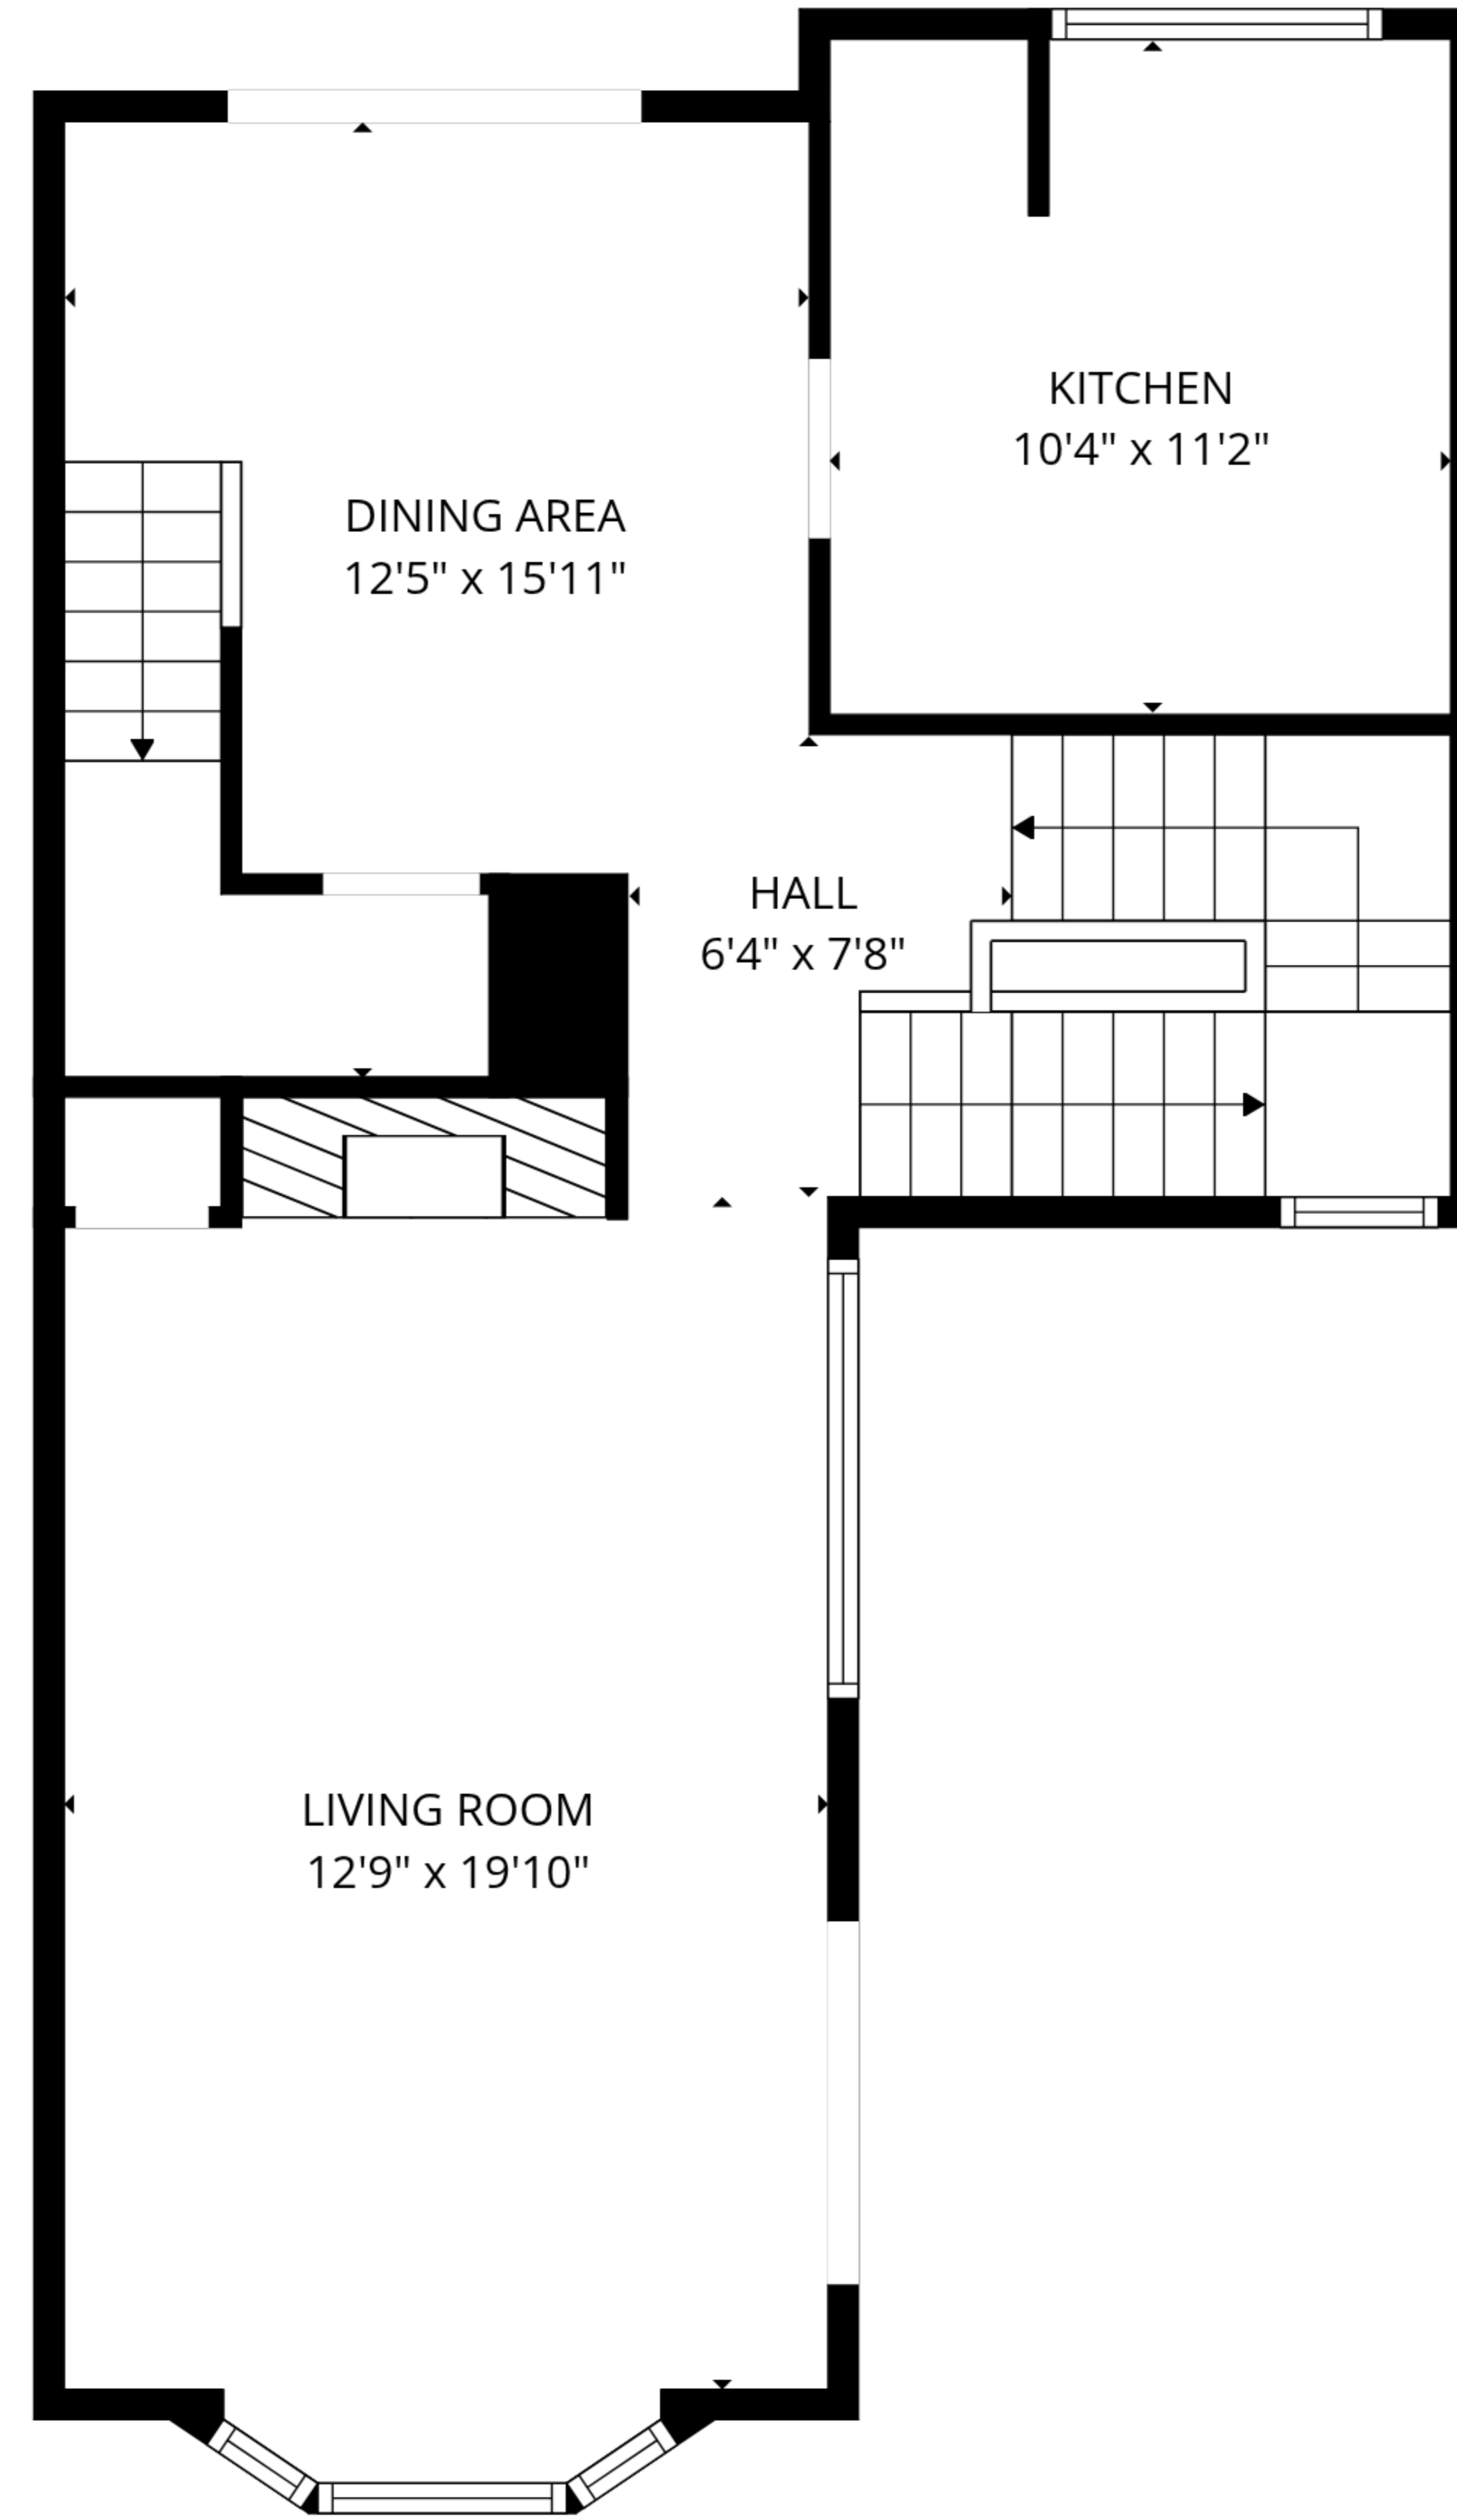 KITCHEN
10'4" x 11'2"
DINING AREA
12'5" x 15'11"
HALL
6'4" x 7'8"
LIVING ROOM
12'9" x 19'10"